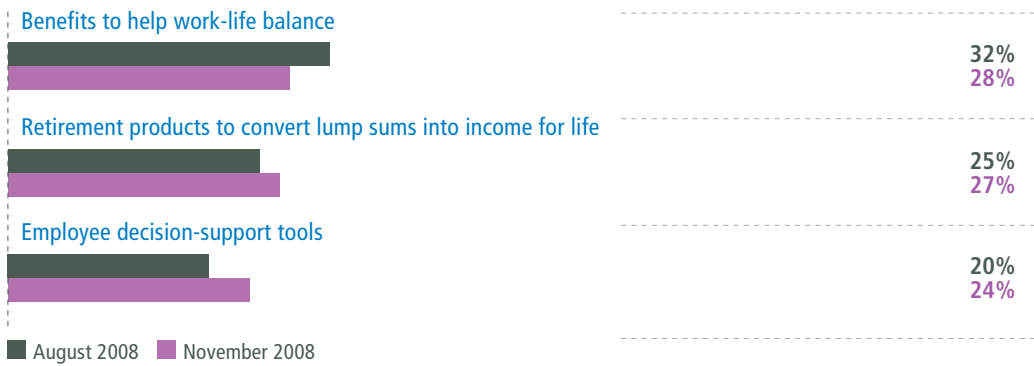 Benefits to help work-life balance
32%
28%
Retirement products to convert lump sums into income for life
25%
27%
Employee decision-support tools
20%
24%
August 2008 November 2008